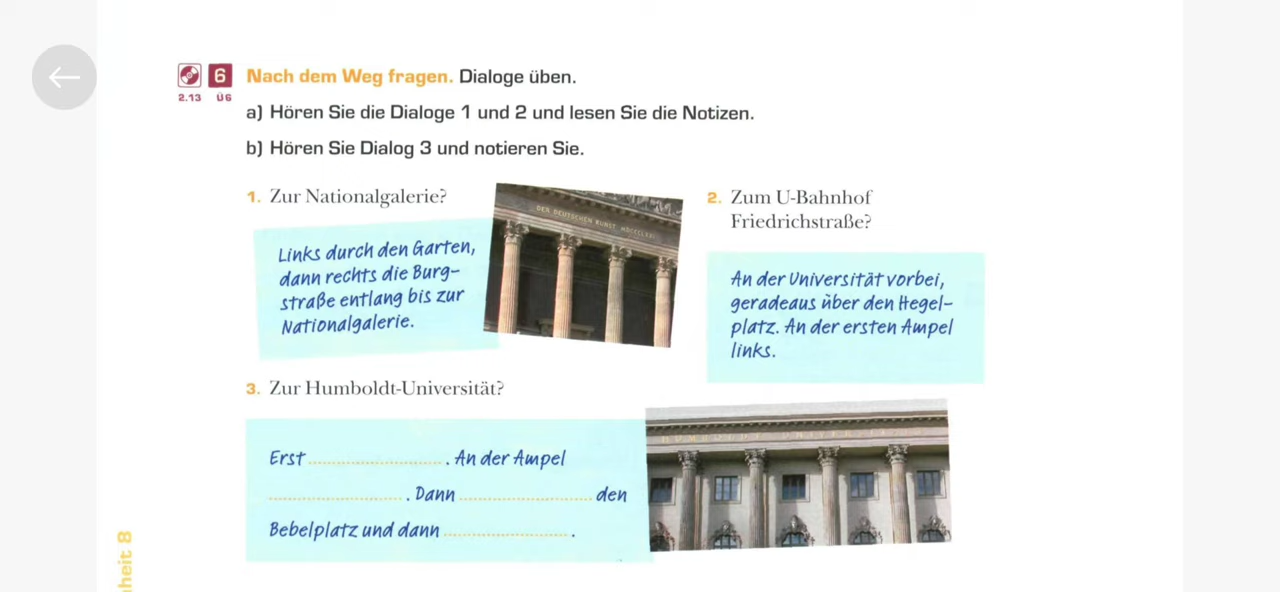 6 Nach dem Weg fragen. Dialoge üben.
2.13 Ü6
a) Hören Sie die Dialoge 1 und 2 und lesen Sie die Notizen.
b) Hören Sie Dialog 3 und notieren Sie.
1. Zur Nationalgalerie?
Links durch den Garten,
dann rechts die Burg-
straße entlang bis zur
Nationalgalerie.
DER DEUTSCHEN KUNST MDCCCLXXI
2. Zum U-Bahnhof
Friedrichstraße?
An der Universität vorbei,
geradeaus über den Hegel-
platz. An der ersten Ampel
links.
3. Zur Humboldt-Universität?
Erst .............................. . An der Ampel
.............................. . Dann .............................. den
Bebelplatz und dann .............................. .
HUMBOLDT UNIVERSITÄT
heit 8